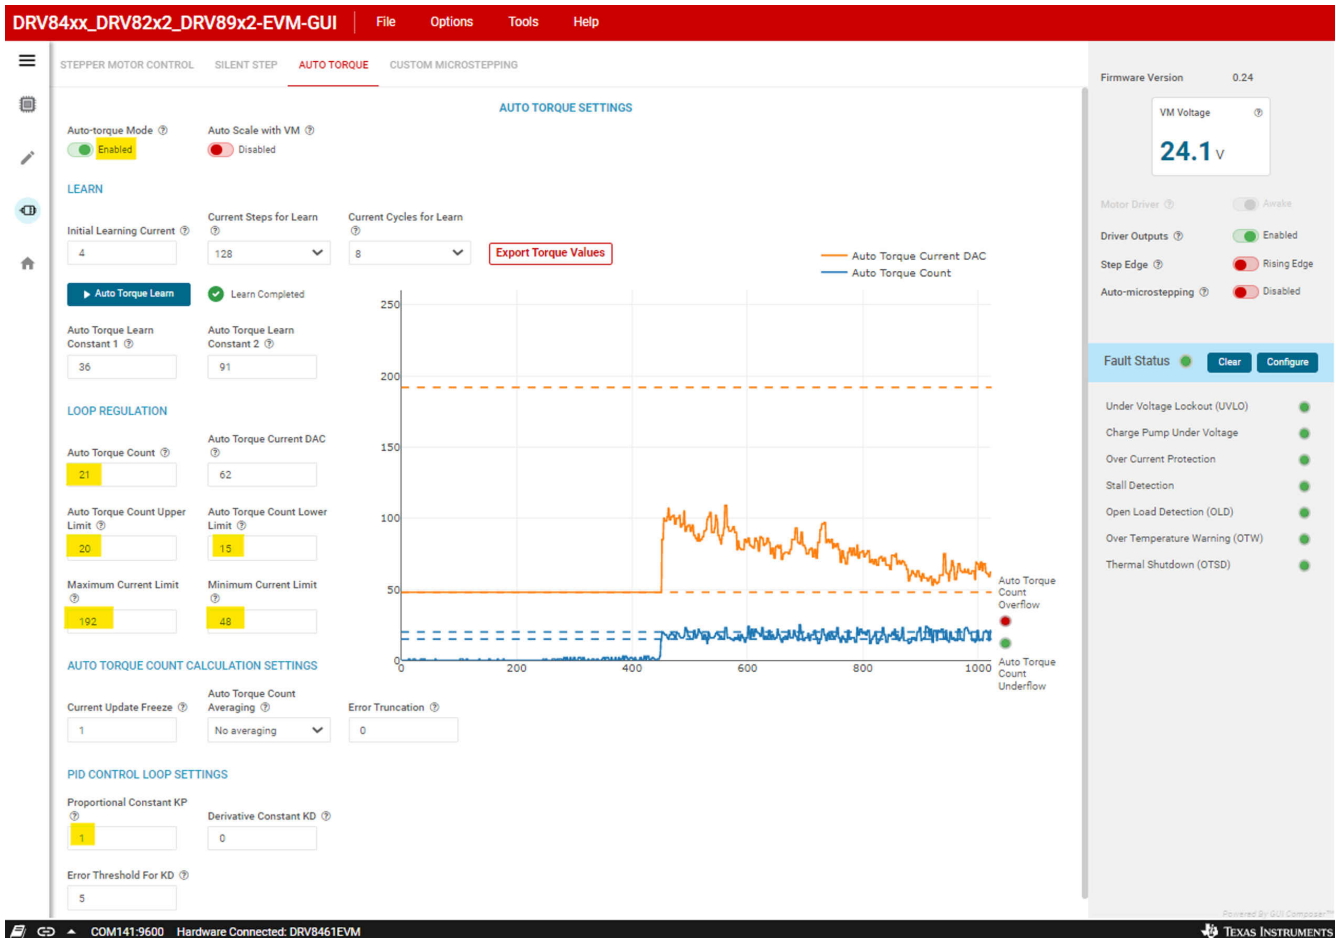 DRV84xx_DRV82x2_DRV89x2-EVM-GUI File Options Tools Help
STEPPER MOTOR CONTROL SILENT STEP AUTO TORQUE CUSTOM MICROSTEPPING
AUTO TORQUE SETTINGS
Auto-torque Mode Auto Scale with VM
Enabled Disabled
LEARN
Initial Learning Current
Current Steps for Learn
Current Cycles for Learn
4 128 8 Export Torque Values
Auto Torque Learn Learn Completed
Auto Torque Learn
Constant 1
Auto Torque Learn
Constant 2
36 91
LOOP REGULATION
Auto Torque Count
Auto Torque Current DAC
21 62
Auto Torque Count Upper
Limit
Auto Torque Count Lower
Limit
20 15
Maximum Current Limit
Minimum Current Limit
192 48
Auto Torque Current DAC
Auto Torque Count
250
200
150
100
50
0
0 200 400 600 800 1000
Auto Torque
Count
Overflow
Auto Torque
Count
Underflow
AUTO TORQUE COUNT CALCULATION SETTINGS
Current Update Freeze
Auto Torque Count
Averaging
Error Truncation
1 No averaging 0
PID CONTROL LOOP SETTINGS
Proportional Constant KP
Derivative Constant KD
1 0
Error Threshold For KD
5
Firmware Version 0.24
VM Voltage
24.1 V
Motor Driver Awake
Driver Outputs Enabled
Step Edge Rising Edge
Auto-microstepping Disabled
Fault Status Clear Configure
Under Voltage Lockout (UVLO)
Charge Pump Under Voltage
Over Current Protection
Stall Detection
Open Load Detection (OLD)
Over Temperature Warning (OTW)
Thermal Shutdown (OTSD)
Powered By GUI Composer™
COM141:9600 Hardware Connected: DRV8461EVM
TEXAS INSTRUMENTS